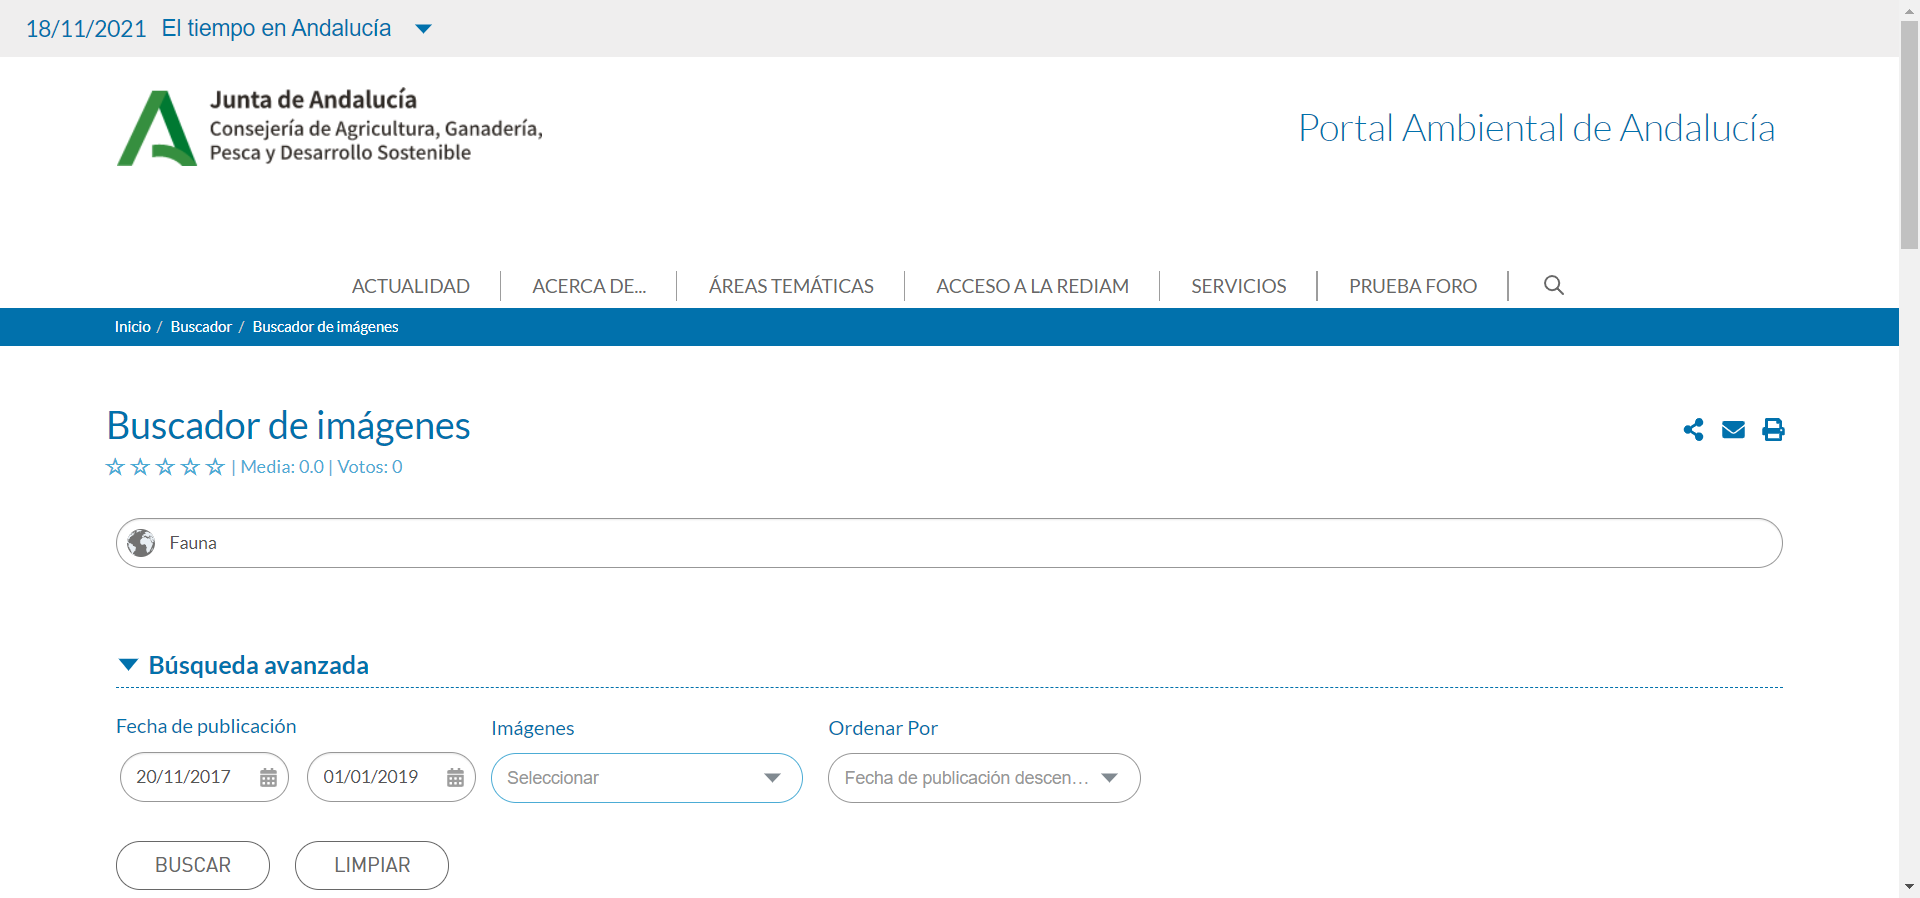 18/11/2021 El tiempo en Andalucía
Junta de Andalucía
Consejería de Agricultura, Ganadería,
Pesca y Desarrollo Sostenible
Portal Ambiental de Andalucía
ACTUALIDAD ACERCA DE... ÁREAS TEMÁTICAS ACCESO A LA REDIAM SERVICIOS PRUEBA FORO
Inicio / Buscador / Buscador de imágenes
Buscador de imágenes
| Media: 0.0 | Votos: 0
Fauna
Búsqueda avanzada
Fecha de publicación Imágenes Ordenar Por
20/11/2017 01/01/2019 Seleccionar Fecha de publicación descen...
BUSCAR LIMPIAR